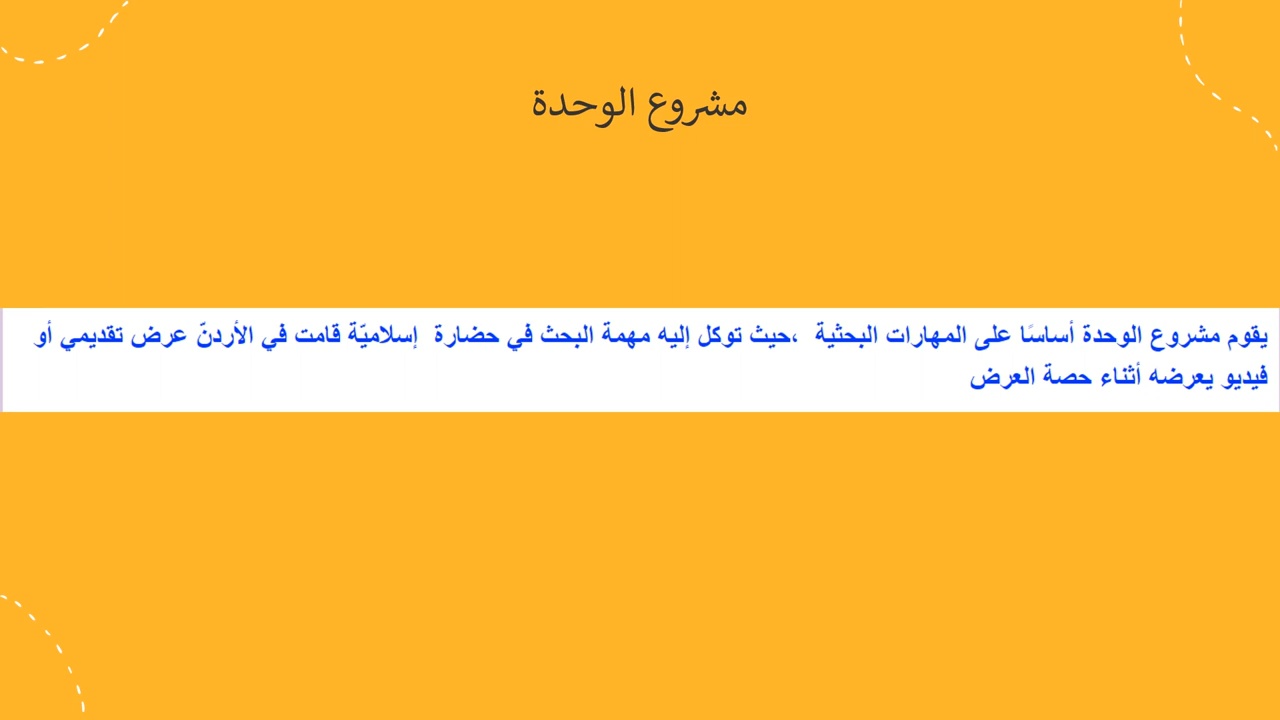 مشروع الوحدة
يقوم مشروع الوحدة أساسًا على المهارات البحثية ،حيث توكل إليه مهمة البحث في حضارة إسلاميّة قامت في الأردنّ عرض تقديمي أو
فيديو يعرضه أثناء حصة العرض